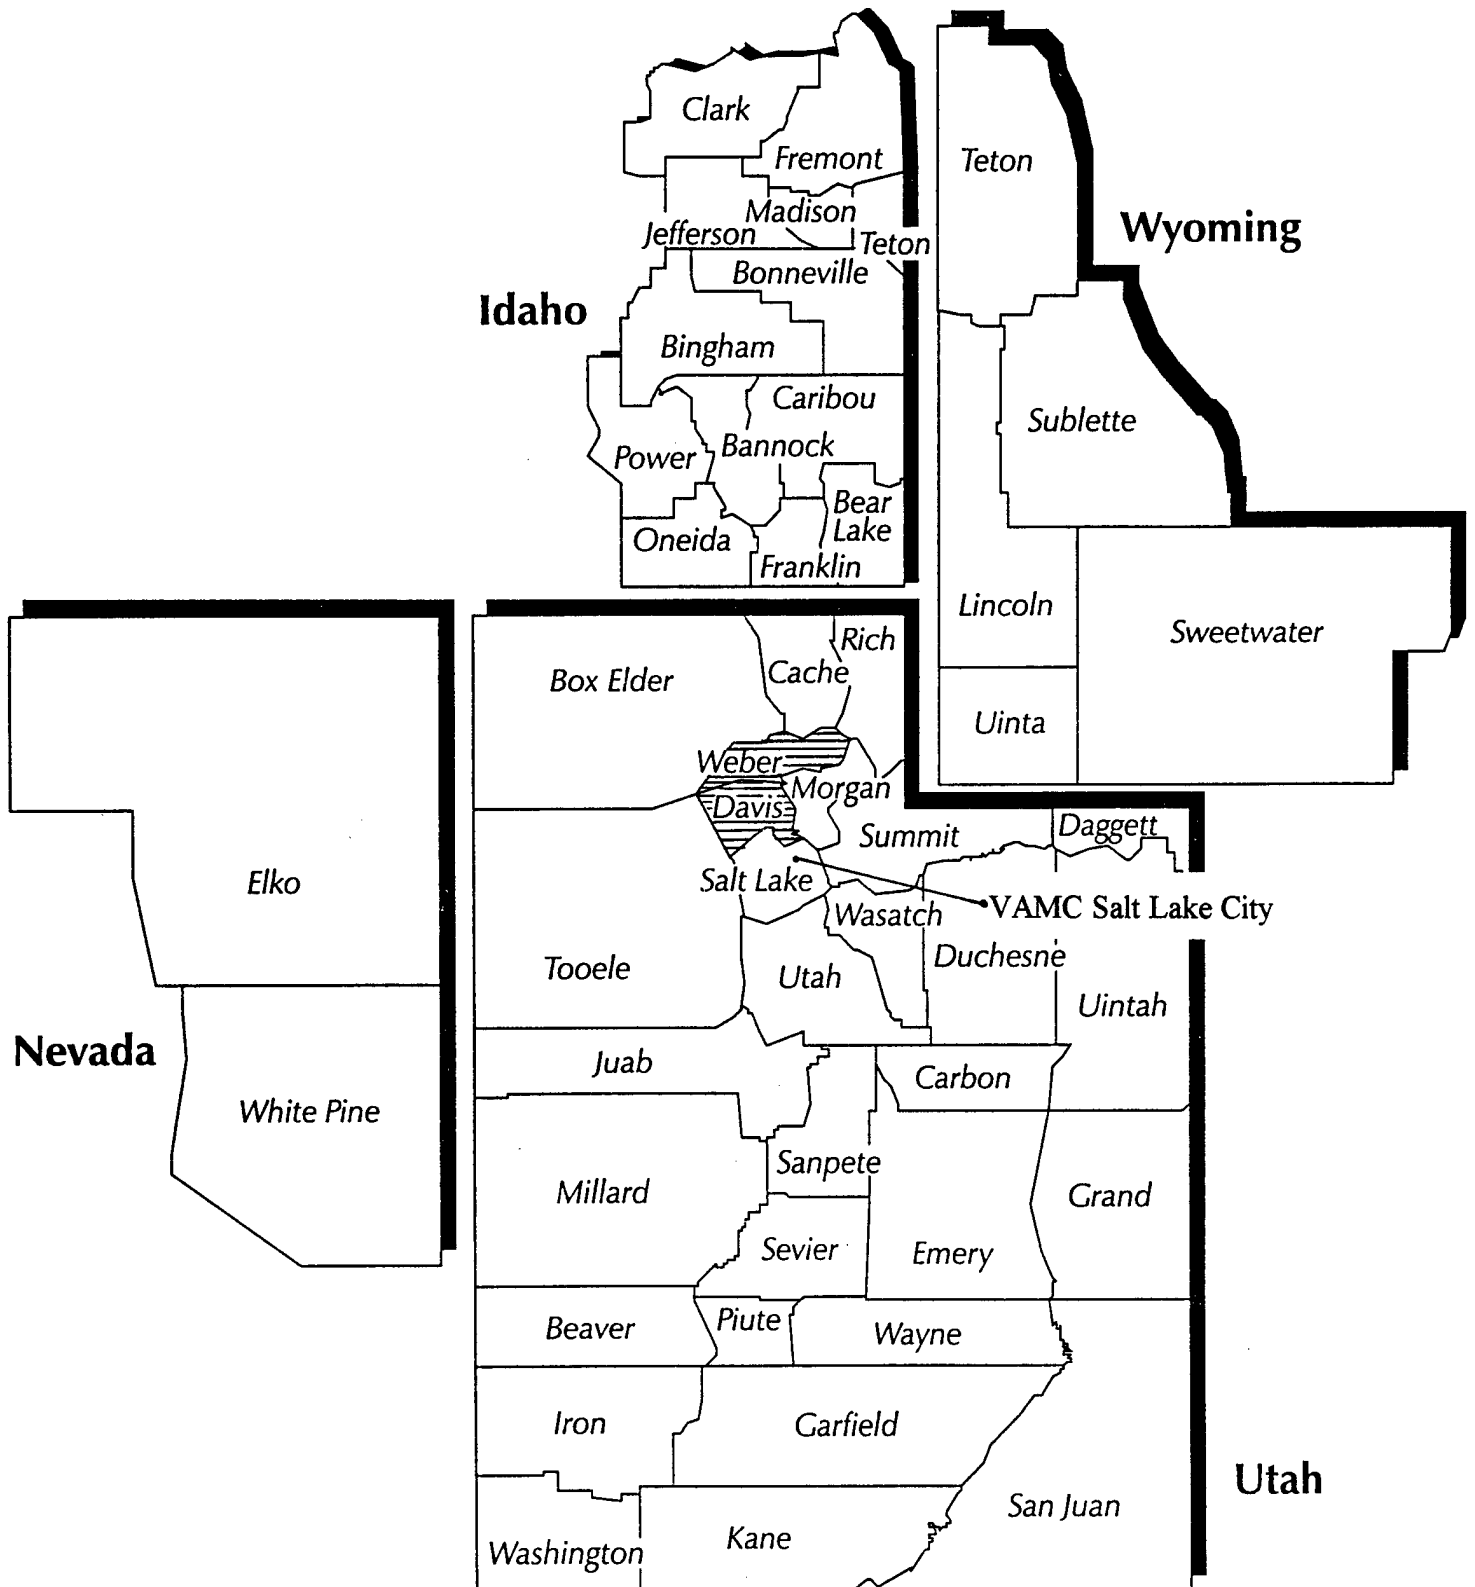 Clark
Fremont
Teton
Madison
Jefferson
Teton
Wyoming
Bonneville
Idaho
Bingham
Caribou
Sublette
Bannock
Power
Bear
Lake
Oneida
Franklin
Lincoln
Sweetwater
Rich
Cache
Box Elder
Uinta
Weber
Morgan
Davis
Summit
Daggett
Salt Lake
Elko
VAMC Salt Lake City
Wasatch
Duchesne
Tooele
Utah
Uintah
Nevada
Juab
Carbon
White Pine
Sanpete
Millard
Grand
Sevier
Emery
Piute
Beaver
Wayne
Iron
Garfield
Utah
San Juan
Kane
Washington